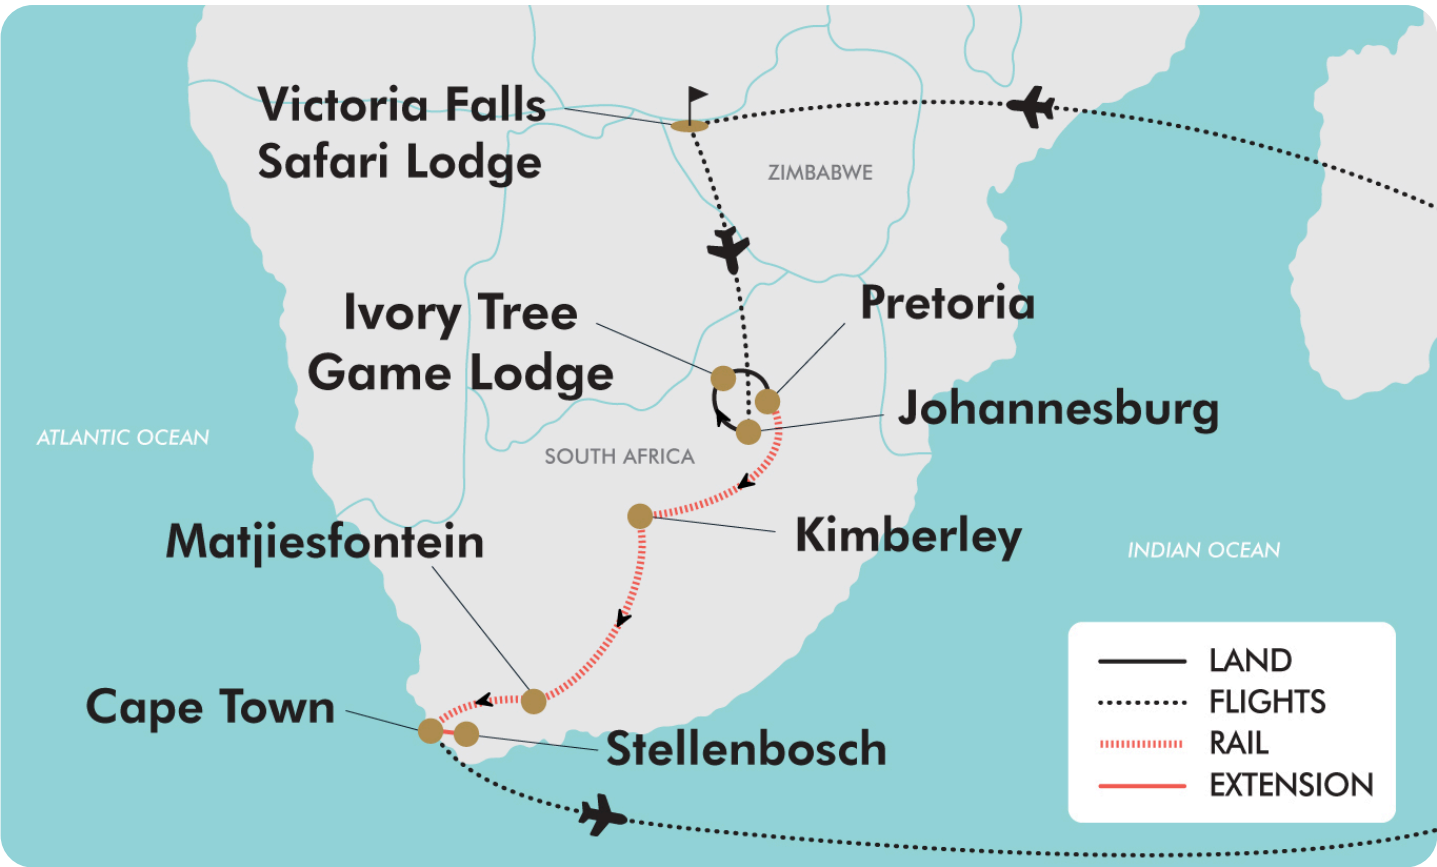 Victoria Falls
Safari Lodge
ZIMBABWE
Ivory Tree
Game Lodge
Pretoria
Johannesburg
ATLANTIC OCEAN
SOUTH AFRICA
Matjiesfontein
Kimberley
INDIAN OCEAN
Cape Town
Stellenbosch
LAND
FLIGHTS
RAIL
EXTENSION